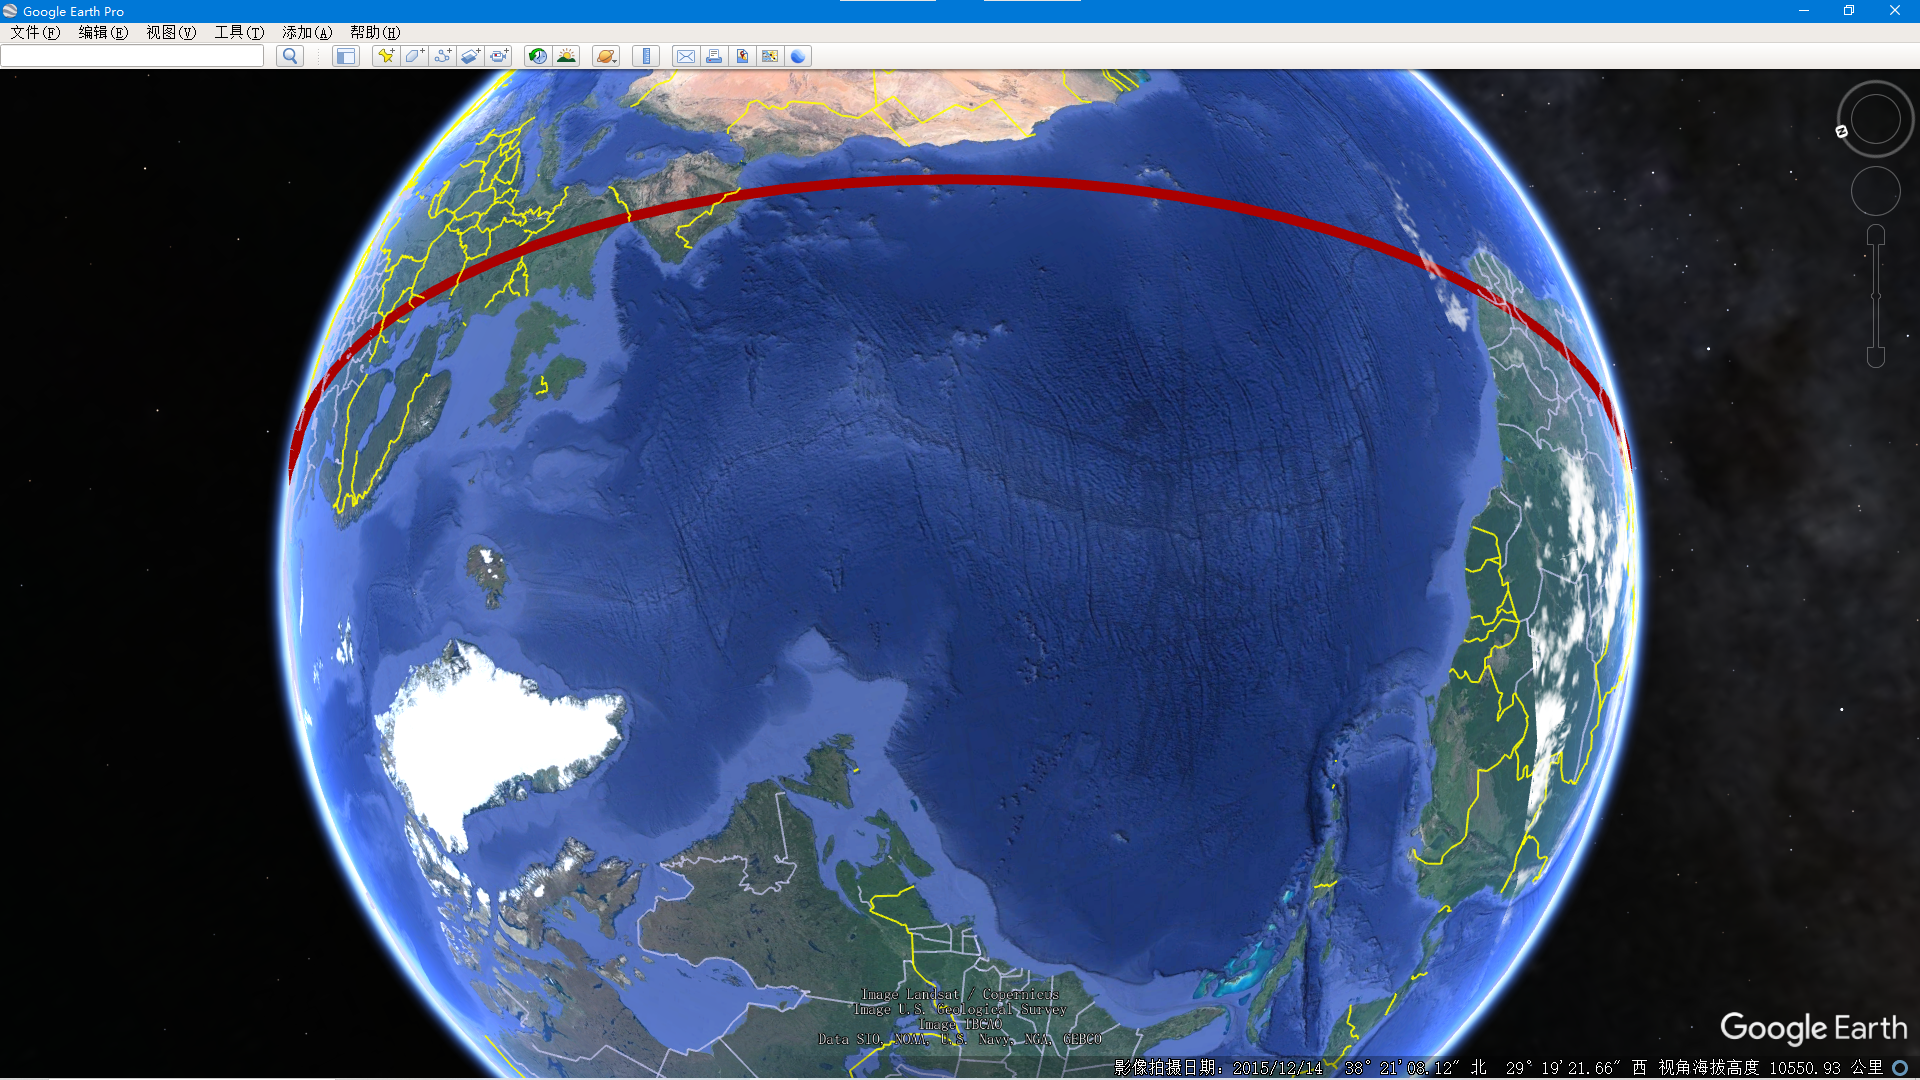 Google Earth Pro
文件(F) 编辑(E) 视图(V) 工具(T) 添加(A) 帮助(H)
N
Image Landsat / Copernicus
Image U.S. Geological Survey
Image IBCAO
Data SIO, NOAA, U.S. Navy, NGA, GEBCO
Google Earth
影像拍摄日期: 2015/12/14 38°21'08.12" 北 29°19'21.66" 西 视角海拔高度 10550.93 公里